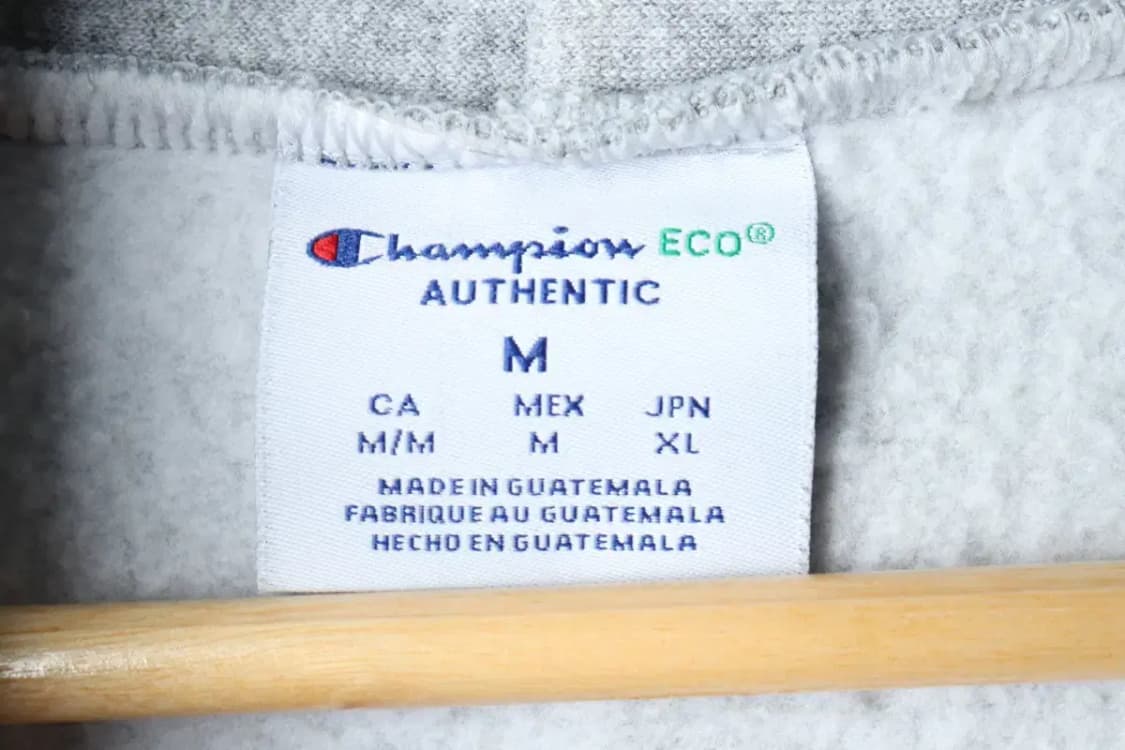 Champion ECO®
AUTHENTIC
M
CA MEX JPN
M/M M XL
MADE IN GUATEMALA
FABRIQUE AU GUATEMALA
HECHO EN GUATEMALA